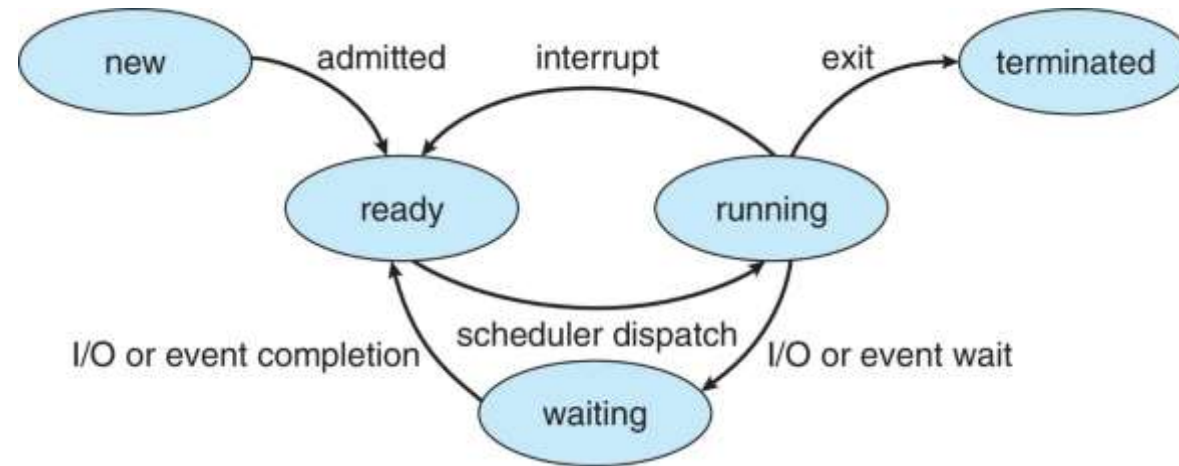 new
admitted
interrupt
exit
terminated
ready
running
scheduler dispatch
I/O or event completion
I/O or event wait
waiting